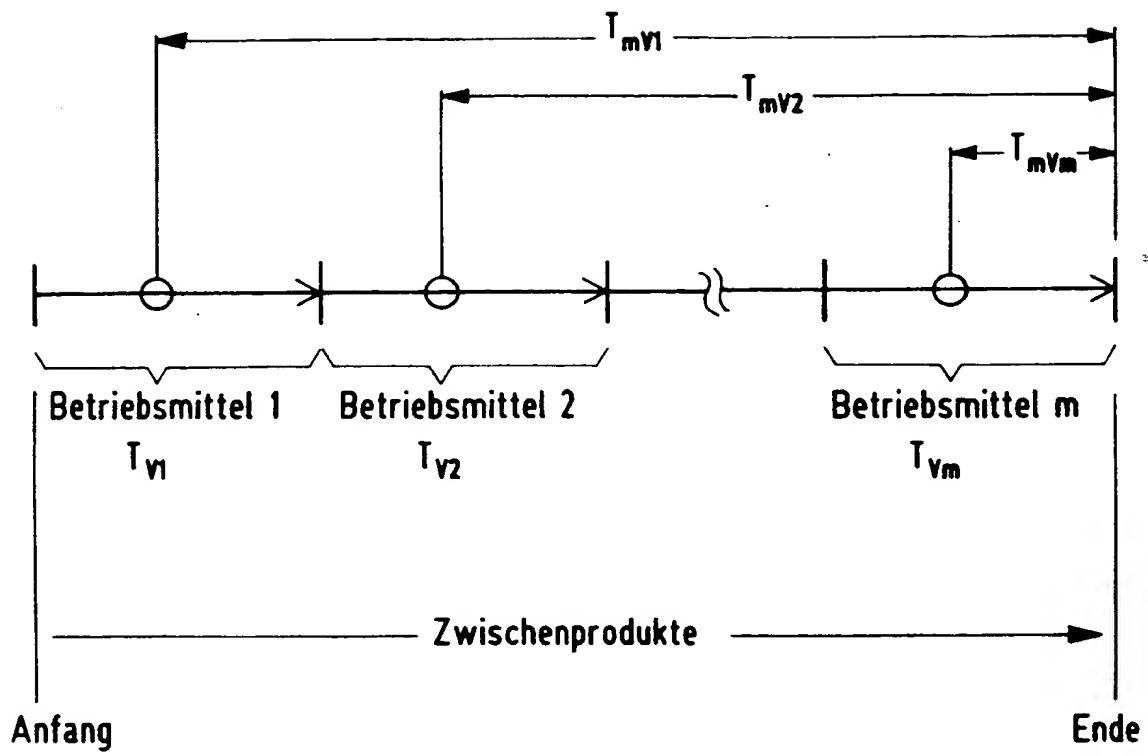 T_mV1
T_mV2
T_mVm
Betriebsmittel 1 Betriebsmittel 2 Betriebsmittel m
T_V1 T_V2 T_Vm
Zwischenprodukte
Anfang Ende